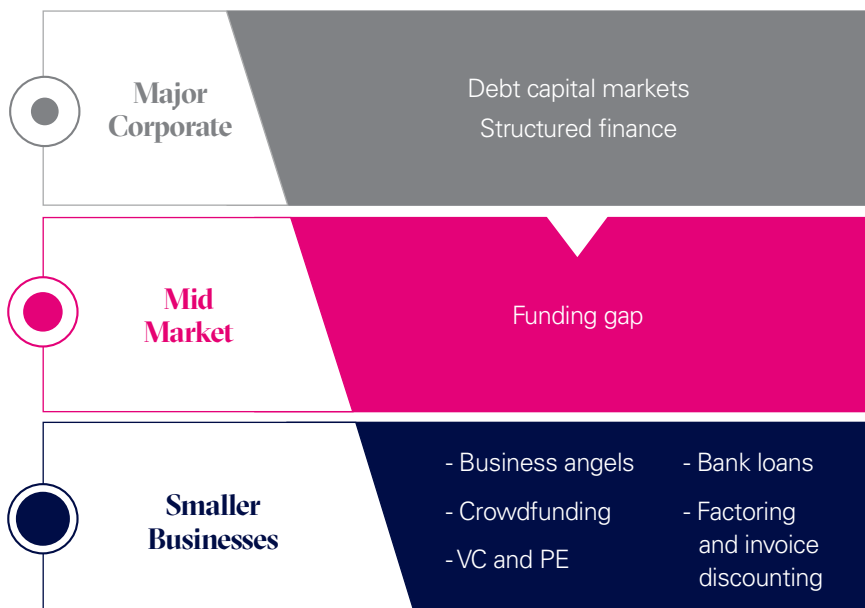 Major
Corporate
Debt capital markets
Structured finance
Mid
Market
Funding gap
Smaller
Businesses
- Business angels
- Crowdfunding
- VC and PE
- Bank loans
- Factoring
and invoice
discounting